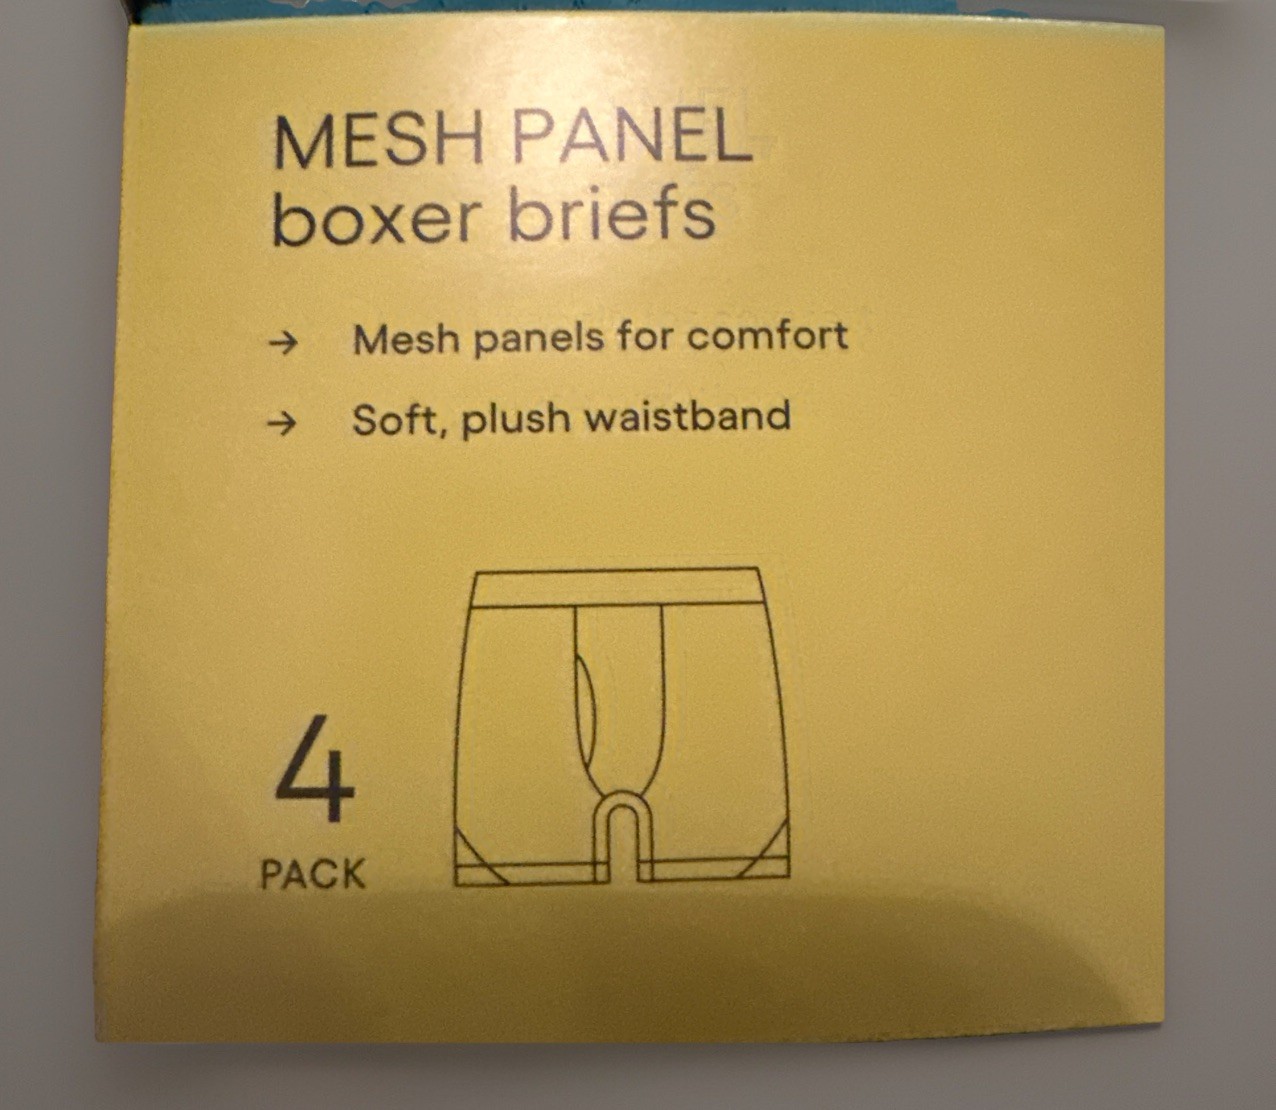 MESH PANEL
boxer briefs
→ Mesh panels for comfort
→ Soft, plush waistband
4
PACK